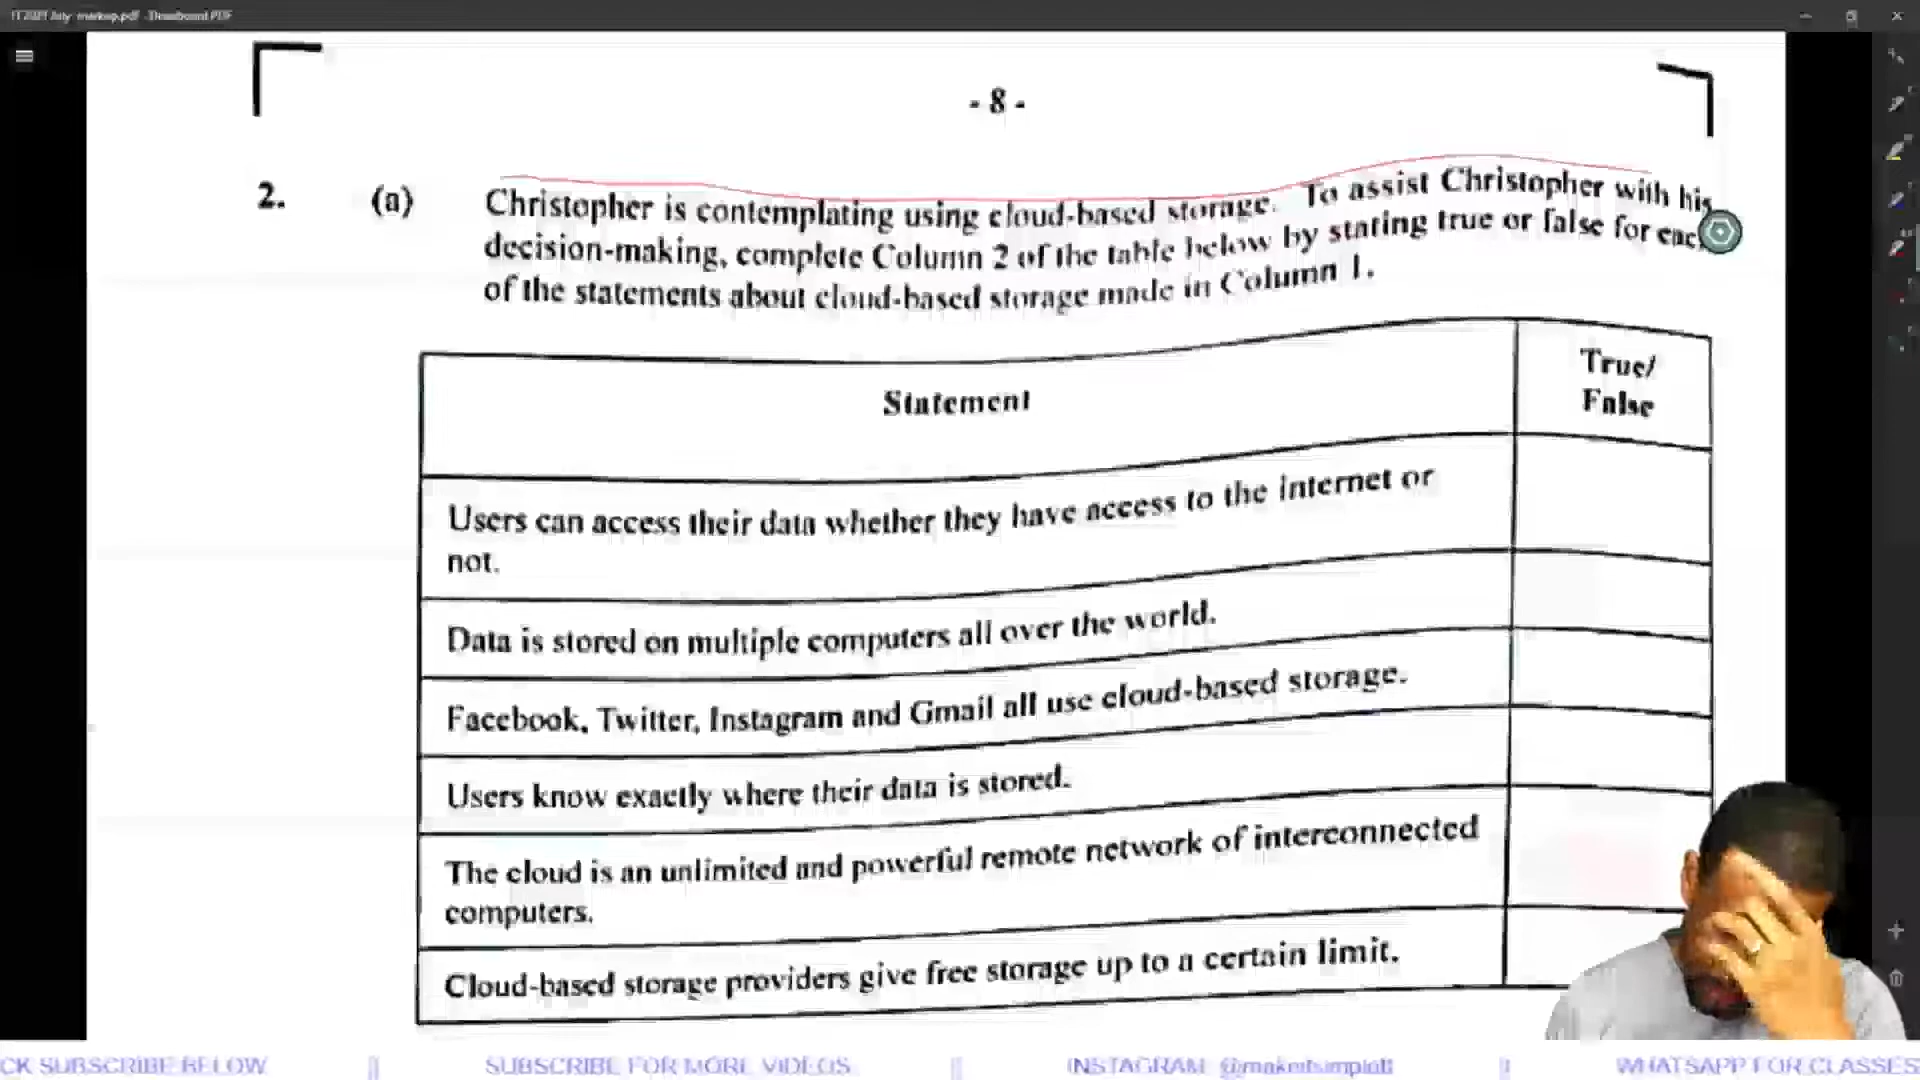 - 8 -
2. (a) Christopher is contemplating using cloud-based storage. To assist Christopher with his
decision-making, complete Column 2 of the table below by stating true or false for
of the statements about cloud-based storage made in Column 1.
Statement
True/
False
Users can access their data whether they have access to the internet or
not.
Data is stored on multiple computers all over the world.
Facebook, Twitter, Instagram and Gmail all use cloud-based storage.
Users know exactly where their data is stored.
The cloud is an unlimited and powerful remote network of interconnected
computers.
Cloud-based storage providers give free storage up to a certain limit.
CK SUBSCRIBE BELOW || SUBSCRIBE FOR MORE VIDEOS || INSTAGRAM || WHATSAPP FOR CLASSES